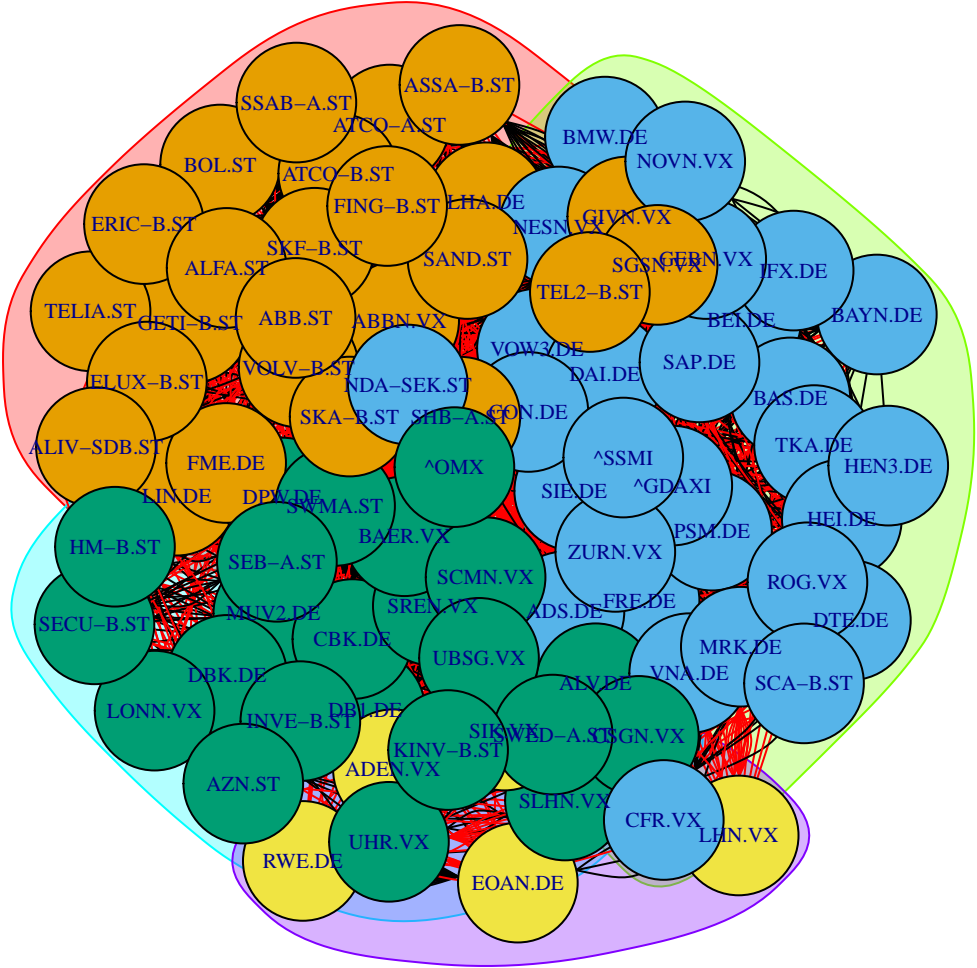 ASSA−B.ST
SSAB−A.ST
ATCO−A.ST
BMW.DE
NOVN.VX
BOL.ST
ATCO−B.ST
LHA.DE
FING−B.ST
GIVN.VX
ERIC−B.ST
NESN.VX
SKF−B.ST
ALFA.ST
SAND.ST
SGSN.VX
GEBN.VX
IFX.DE
TEL2−B.ST
TELIA.ST
GETI−B.ST
ABB.ST
ABBN.VX
BEI.DE
BAYN.DE
VOW3.DE
DAI.DE
SAP.DE
VOLV−B.ST
ELUX−B.ST
NDA−SEK.ST
BAS.DE
SKA−B.ST
SHB−A.ST
CON.DE
ALIV−SDB.ST
TKA.DE
FME.DE
^OMX
^SSMI
HEN3.DE
LIN.DE
DPW.DE
SWMA.ST
SIE.DE
^GDAXI
HEI.DE
BAER.VX
PSM.DE
HM−B.ST
SEB−A.ST
ZURN.VX
SCMN.VX
ROG.VX
SREN.VX
FRE.DE
SECU−B.ST
MUV2.DE
ADS.DE
DTE.DE
CBK.DE
UBSG.VX
MRK.DE
DBK.DE
VNA.DE
ALV.DE
SCA−B.ST
LONN.VX
INVE−B.ST
DB1.DE
SIK.VX
SWED−A.ST
CSGN.VX
KINV−B.ST
ADEN.VX
AZN.ST
SLHN.VX
CFR.VX
LHN.VX
UHR.VX
RWE.DE
EOAN.DE